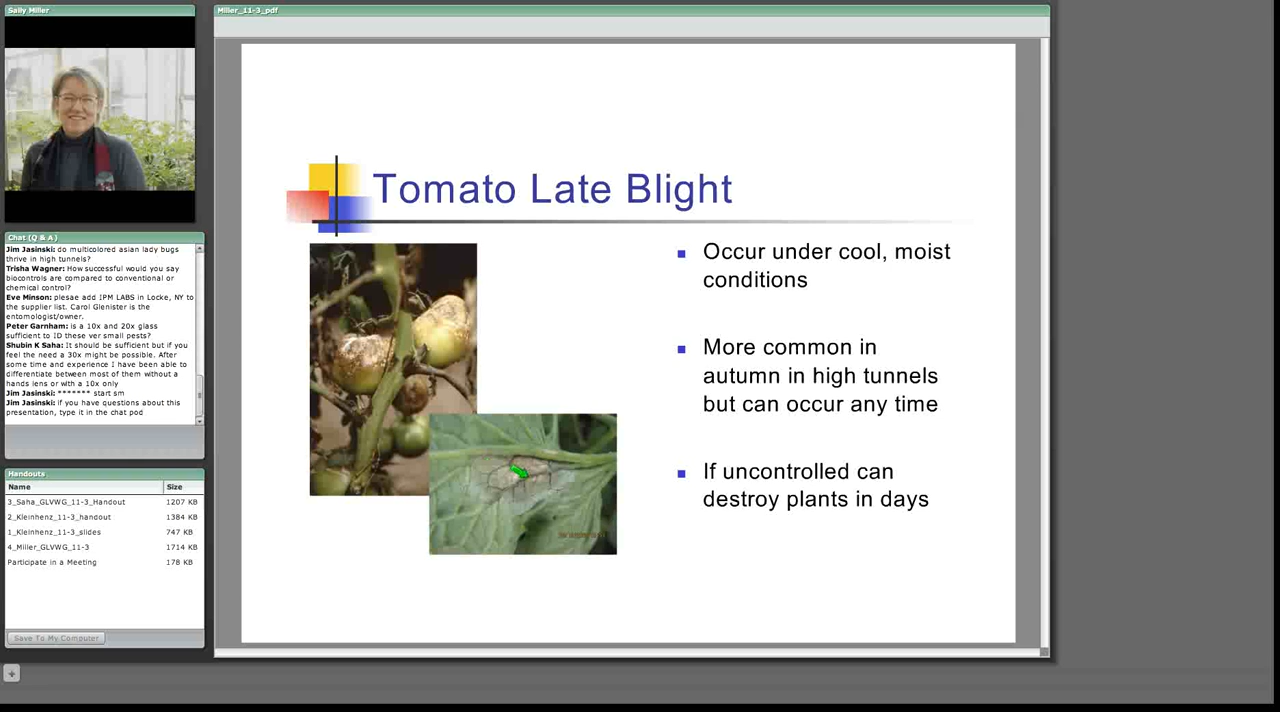 Sally Miller
Miller_11-3_pdf
Chat (Q & A)
Jim Jasinski: do multicolored asian lady bugs
thrive in high tunnels?
Trisha Wagner: How successful would you say
biocontrols are compared to conventional or
chemical control?
Eve Minson: plesae add IPM LABS in Locke, NY to
the supplier list. Carol Glenister is the
entomologist/owner.
Peter Garnham: is a 10x and 20x glass
sufficient to ID these ver small pests?
Shubin K Saha: It should be sufficient but if you
feel the need a 30x might be possible. After
some time and experience I have been able to
differentiate between most of them without a
hands lens or with a 10x only
Jim Jasinski: ******* start sm
Jim Jasinski: If you have questions about this
presentation, type it in the chat pod
Handouts
Name Size
3_Saha_GLVWG_11-3_Handout 1207 KB
2_Kleinhenz_11-3_handout 1384 KB
1_Kleinhenz_11-3_slides 747 KB
4_Miller_GLVWG_11-3 1714 KB
Participate in a Meeting 178 KB
Save To My Computer
Tomato Late Blight
Occur under cool, moist
conditions
More common in
autumn in high tunnels
but can occur any time
If uncontrolled can
destroy plants in days